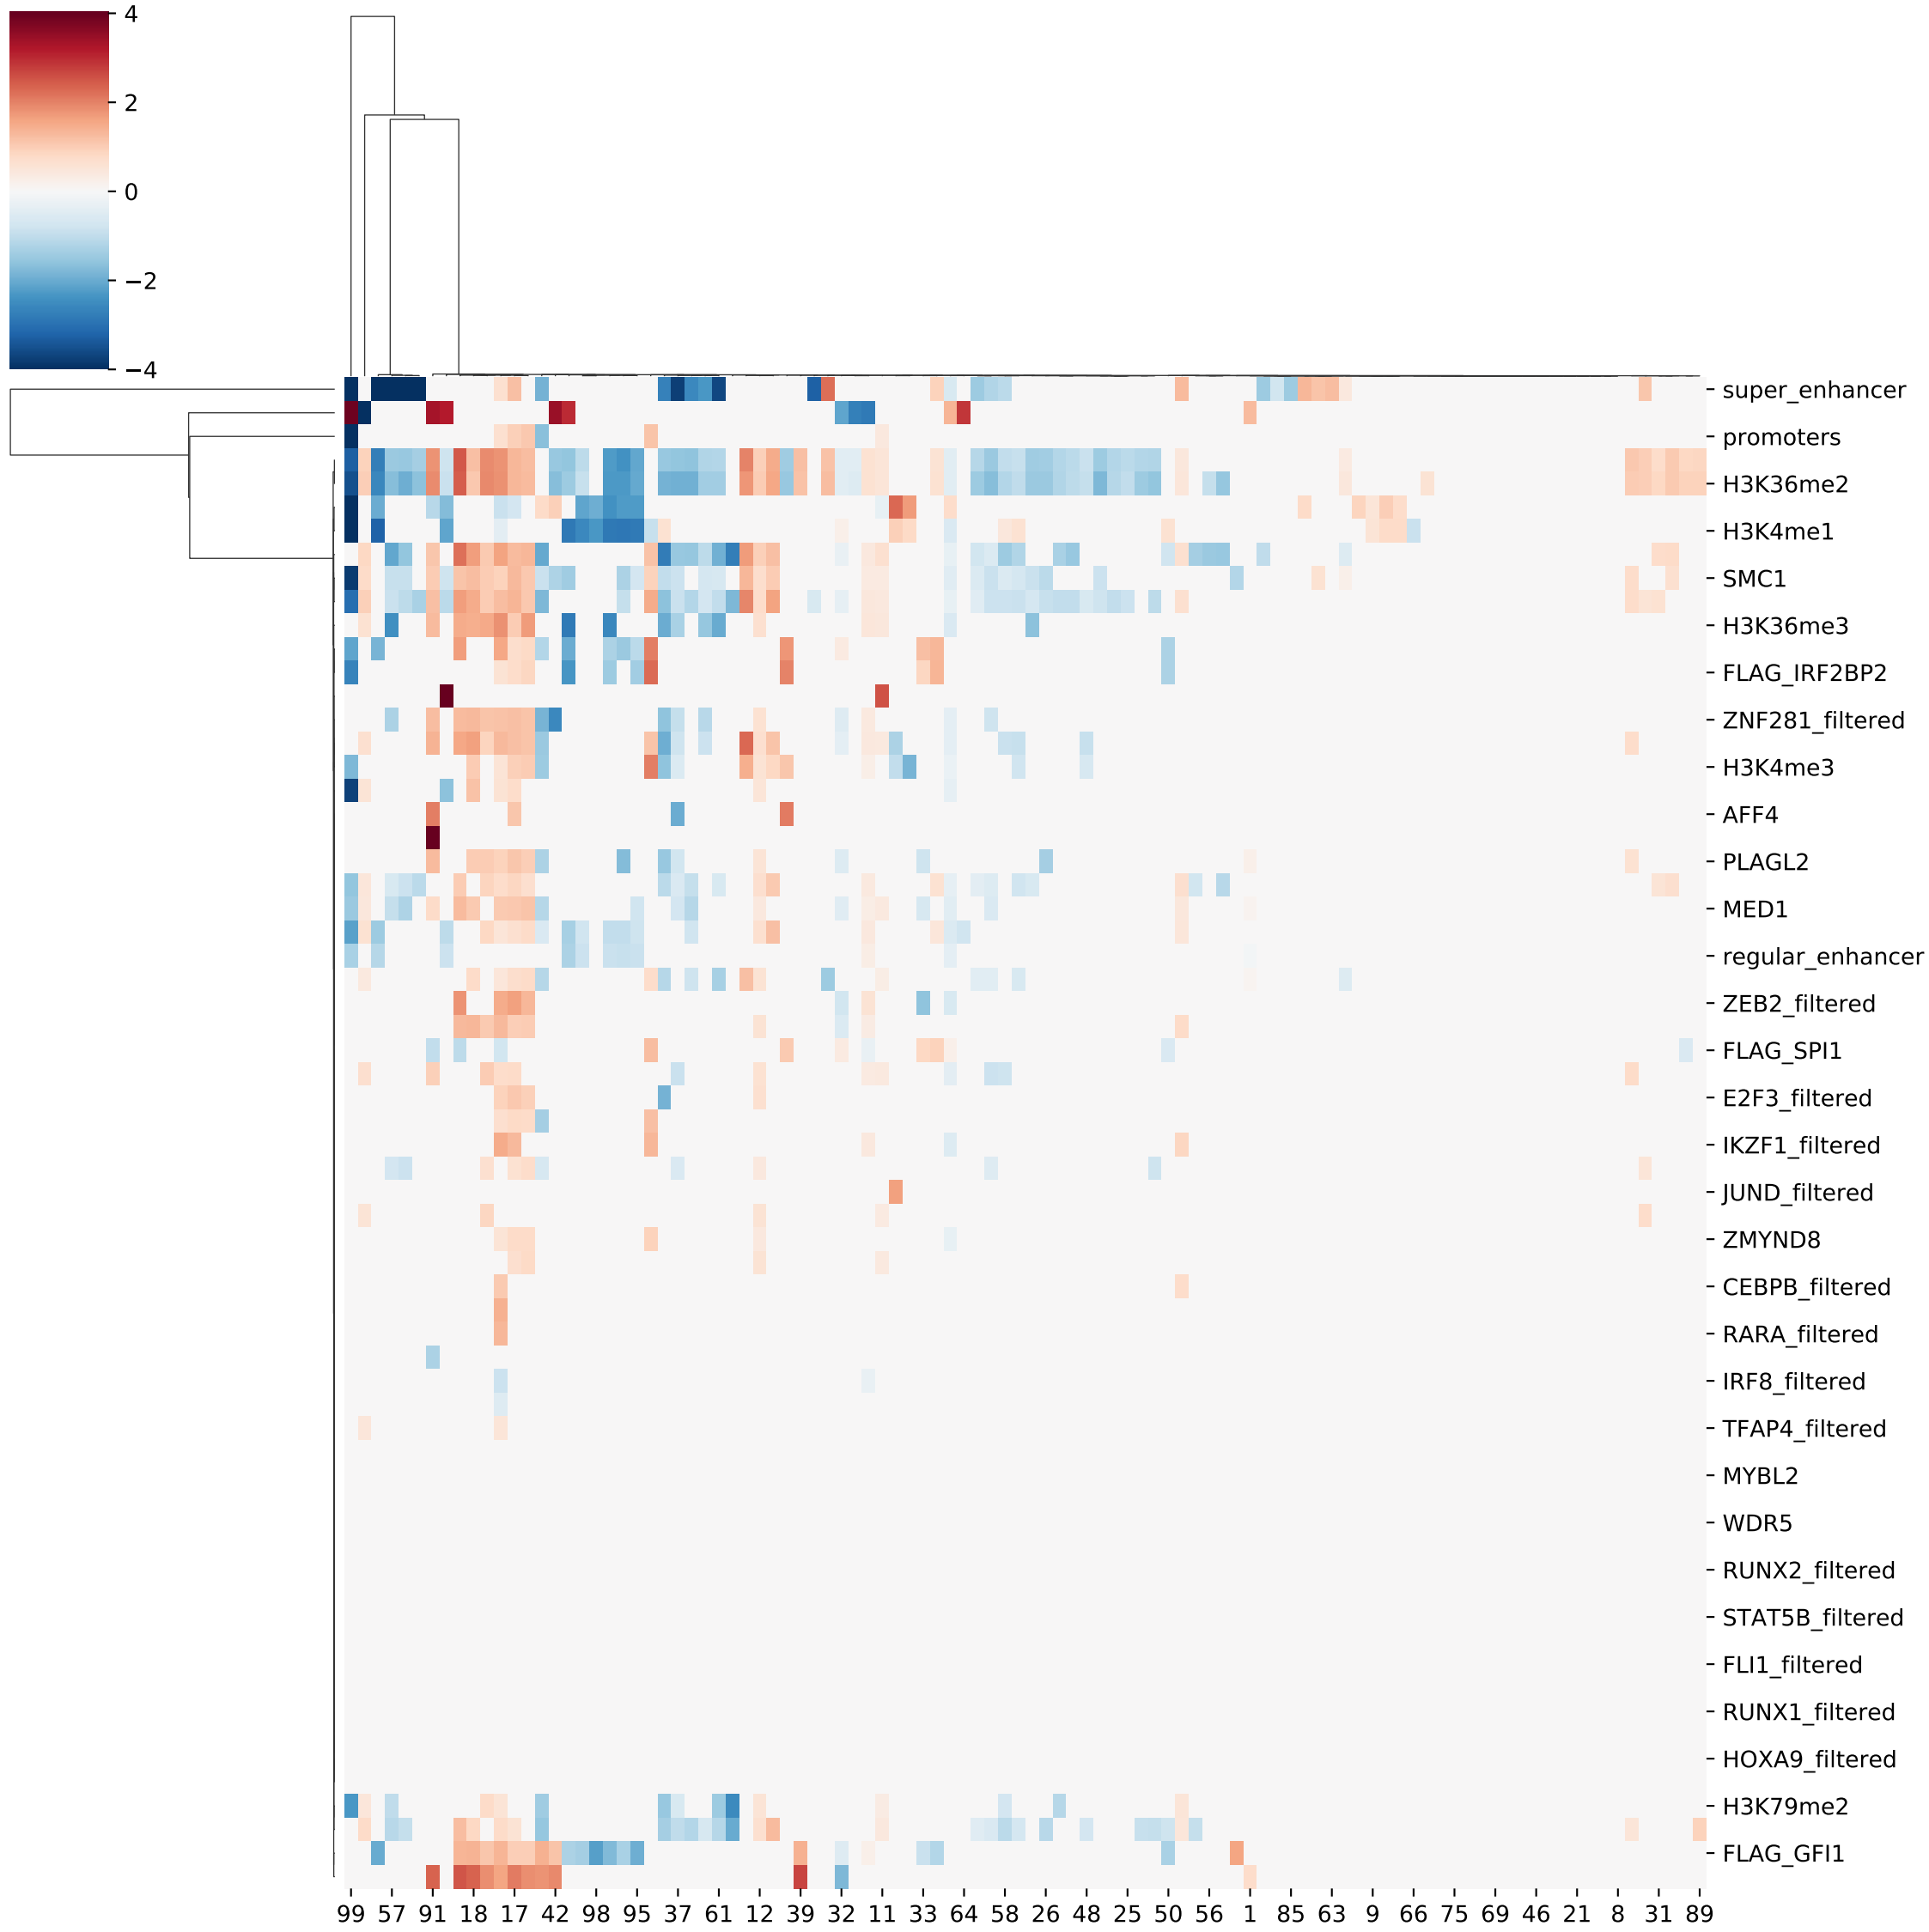 4
2
0
−2
−4
super_enhancer
promoters
H3K36me2
H3K4me1
SMC1
H3K36me3
FLAG_IRF2BP2
ZNF281_filtered
H3K4me3
AFF4
PLAGL2
MED1
regular_enhancer
ZEB2_filtered
FLAG_SPI1
E2F3_filtered
IKZF1_filtered
JUND_filtered
ZMYND8
CEBPB_filtered
RARA_filtered
IRF8_filtered
TFAP4_filtered
MYBL2
WDR5
RUNX2_filtered
STAT5B_filtered
FLI1_filtered
RUNX1_filtered
HOXA9_filtered
H3K79me2
FLAG_GFI1
99 57 91 18 17 42 98 95 37 61 12 39 32 11 33 64 58 26 48 25 50 56 1 85 63 9 66 75 69 46 21 8 31 89